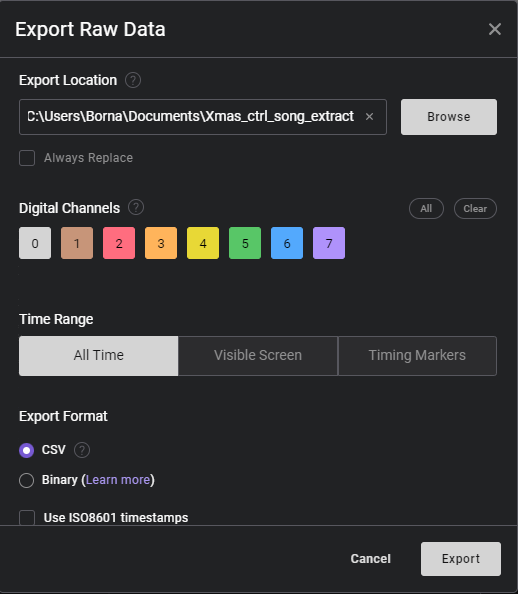 Export Raw Data
Export Location ?
C:\Users\Borna\Documents\Xmas_ctrl_song_extract
Browse
Always Replace
Digital Channels ?
All Clear
0 1 2 3 4 5 6 7
Time Range
All Time Visible Screen Timing Markers
Export Format
CSV ?
Binary (Learn more)
Use ISO8601 timestamps
Cancel Export